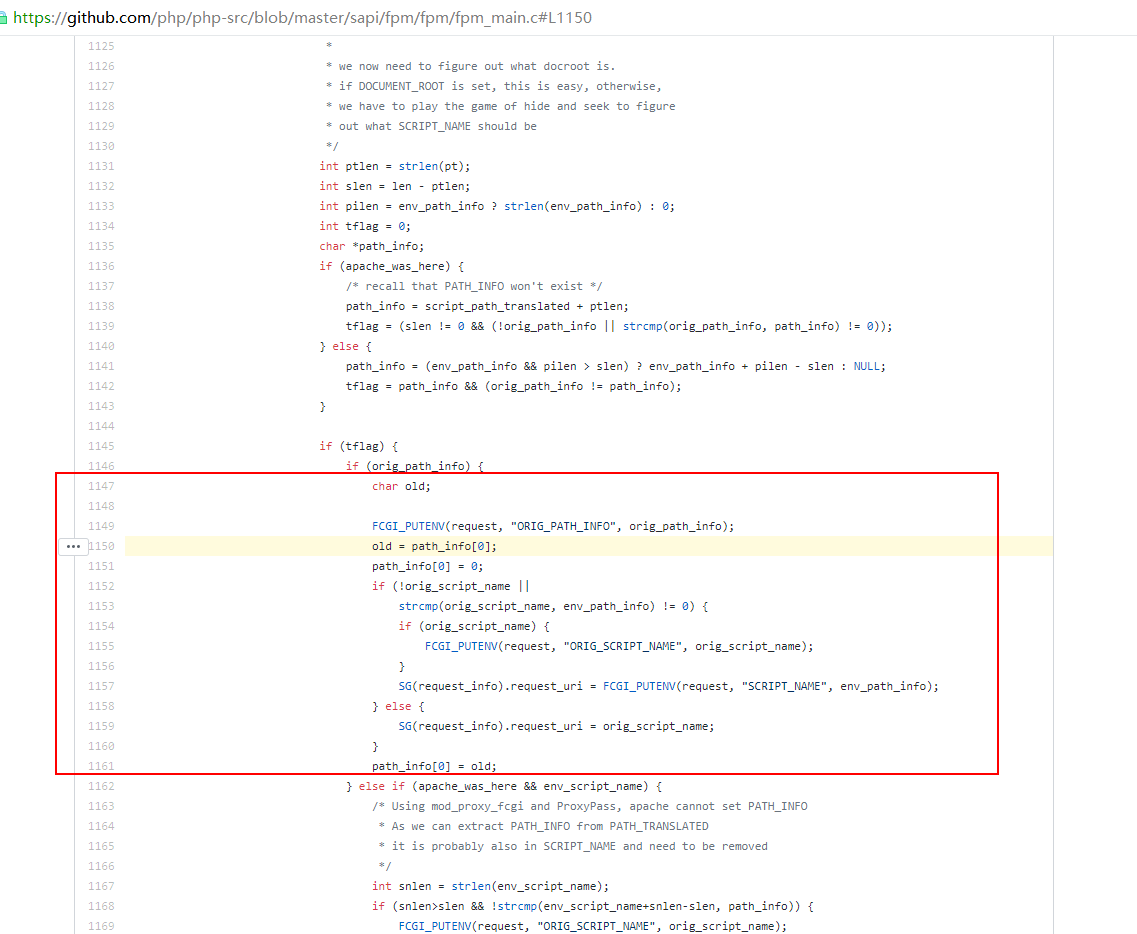 https://github.com/php/php-src/blob/master/sapi/fpm/fpm/fpm_main.c#L1150
1125 *
1126 * we now need to figure out what docroot is.
1127 * if DOCUMENT_ROOT is set, this is easy, otherwise,
1128 * we have to play the game of hide and seek to figure
1129 * out what SCRIPT_NAME should be
1130 */
1131 int ptlen = strlen(pt);
1132 int slen = len - ptlen;
1133 int pilen = env_path_info ? strlen(env_path_info) : 0;
1134 int tflag = 0;
1135 char *path_info;
1136 if (apache_was_here) {
1137 /* recall that PATH_INFO won't exist */
1138 path_info = script_path_translated + ptlen;
1139 tflag = (slen != 0 && (!orig_path_info || strcmp(orig_path_info, path_info) != 0));
1140 } else {
1141 path_info = (env_path_info && pilen > slen) ? env_path_info + pilen - slen : NULL;
1142 tflag = path_info && (orig_path_info != path_info);
1143 }
1144
1145 if (tflag) {
1146 if (orig_path_info) {
1147 char old;
1148
1149 FCGI_PUTENV(request, "ORIG_PATH_INFO", orig_path_info);
1150 old = path_info[0];
1151 path_info[0] = 0;
1152 if (!orig_script_name ||
1153 strcmp(orig_script_name, env_path_info) != 0) {
1154 if (orig_script_name) {
1155 FCGI_PUTENV(request, "ORIG_SCRIPT_NAME", orig_script_name);
1156 }
1157 SG(request_info).request_uri = FCGI_PUTENV(request, "SCRIPT_NAME", env_path_info);
1158 } else {
1159 SG(request_info).request_uri = orig_script_name;
1160 }
1161 path_info[0] = old;
1162 } else if (apache_was_here && env_script_name) {
1163 /* Using mod_proxy_fcgi and ProxyPass, apache cannot set PATH_INFO
1164 * As we can extract PATH_INFO from PATH_TRANSLATED
1165 * it is probably also in SCRIPT_NAME and need to be removed
1166 */
1167 int snlen = strlen(env_script_name);
1168 if (snlen>slen && !strcmp(env_script_name+snlen-slen, path_info)) {
1169 FCGI_PUTENV(request, "ORIG_SCRIPT_NAME", orig_script_name);